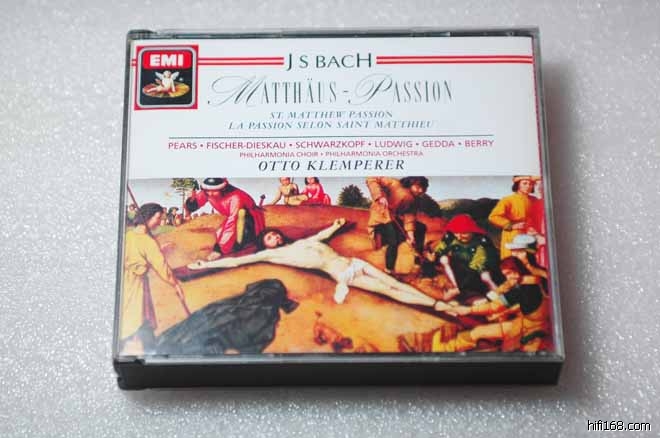 EMI
J S BACH
MATTHÄUS-PASSION
ST. MATTHEW PASSION
LA PASSION SELON SAINT MATTHIEU
PEARS • FISCHER-DIESKAU • SCHWARZKOPF • LUDWIG • GEDDA • BERRY
PHILHARMONIA CHOIR • PHILHARMONIA ORCHESTRA
OTTO KLEMPERER
hifi168.com